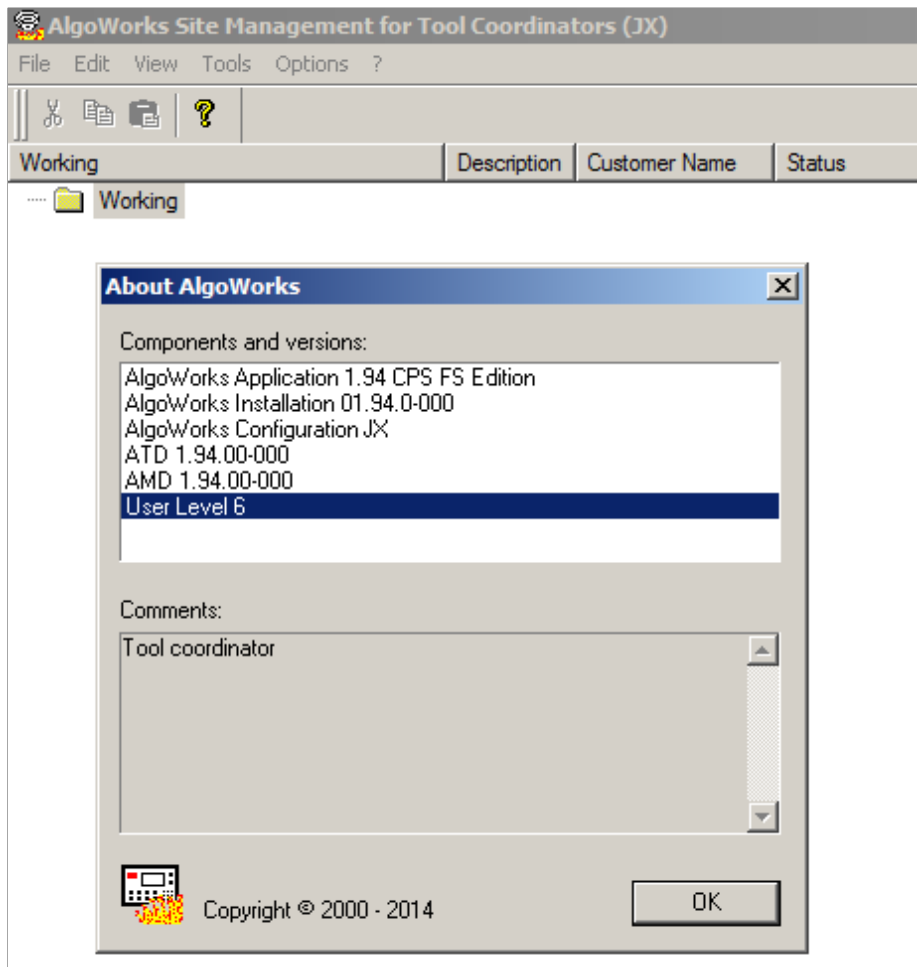 AlgoWorks Site Management for Tool Coordinators (JX)
File Edit View Tools Options ?
Working Description Customer Name Status
Working
About AlgoWorks
Components and versions:
AlgoWorks Application 1.94 CPS FS Edition
AlgoWorks Installation 01.94.0-000
AlgoWorks Configuration JX
ATD 1.94.00-000
AMD 1.94.00-000
User Level 6
Comments:
Tool coordinator
Copyright © 2000 - 2014
OK